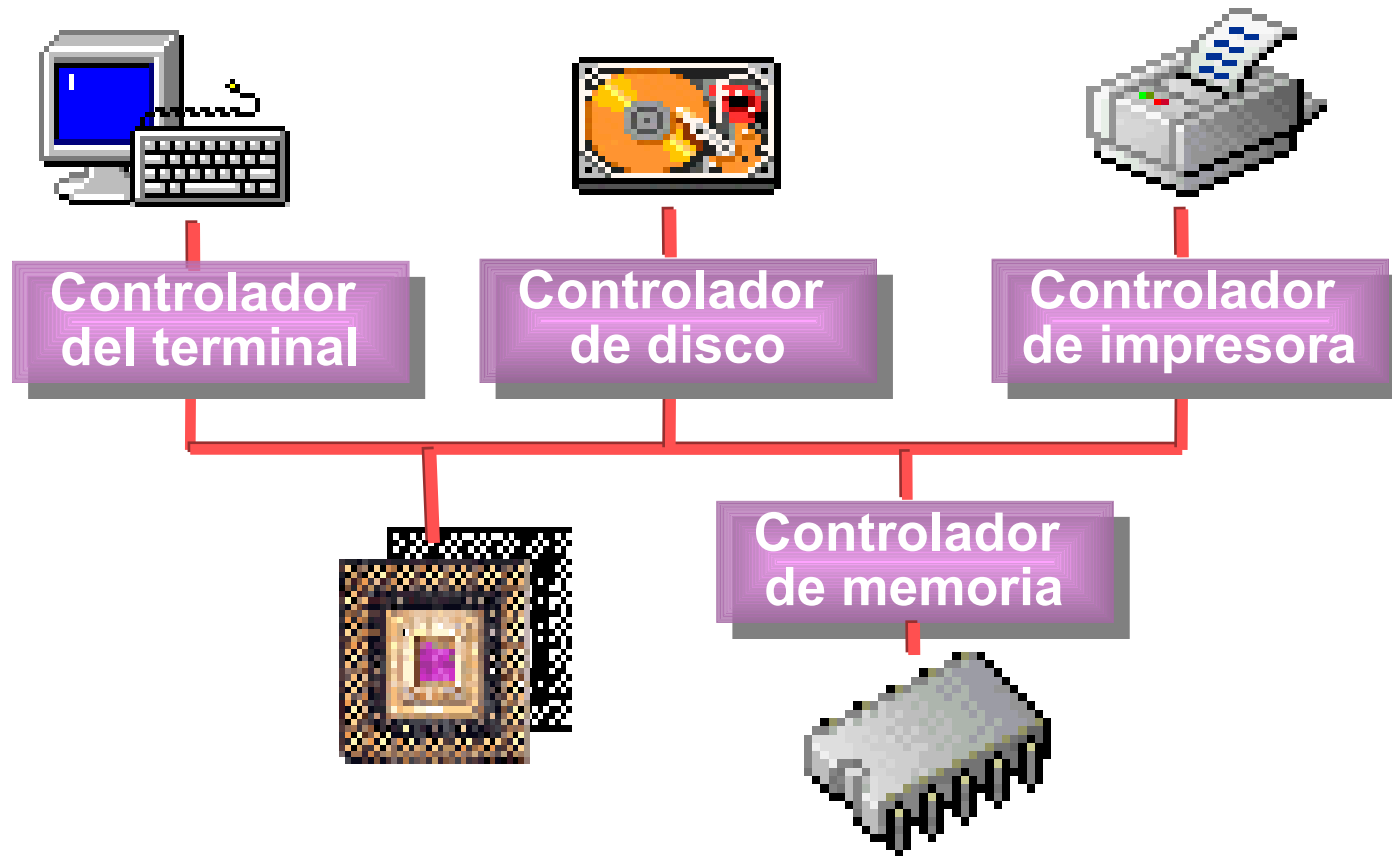 Controlador
del terminal
Controlador
de disco
Controlador
de impresora
Controlador
de memoria